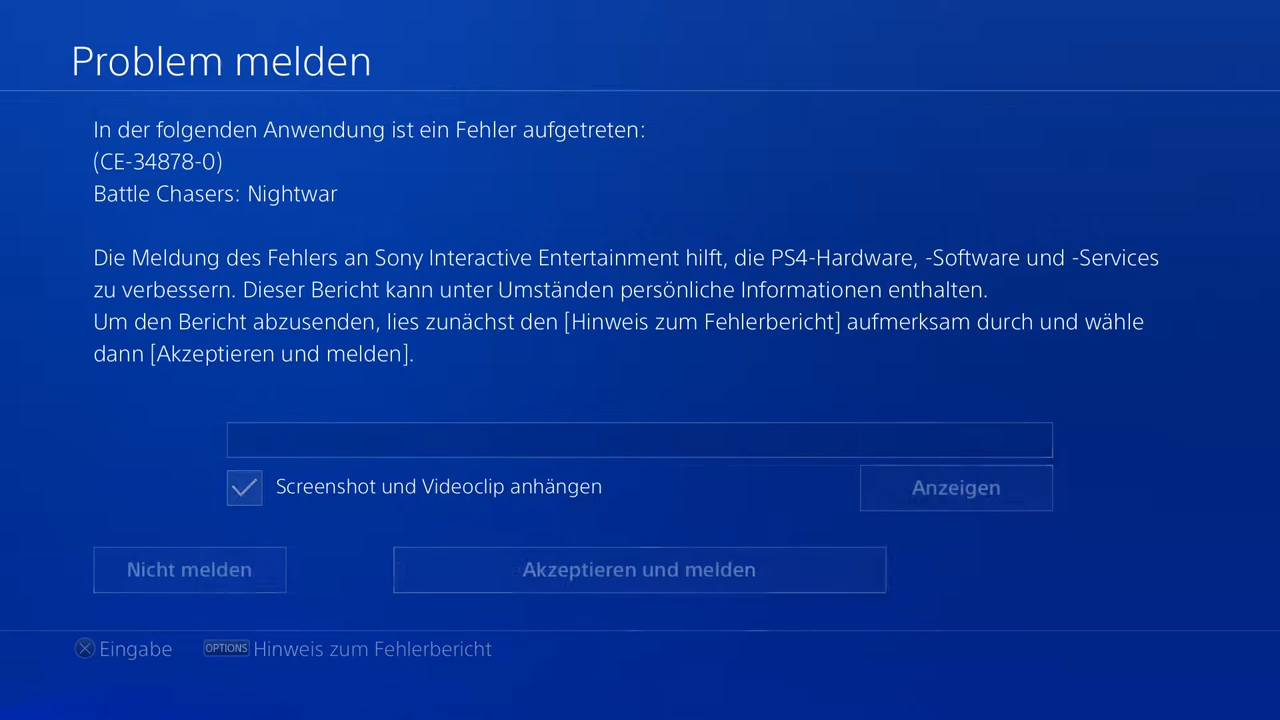 Problem melden
In der folgenden Anwendung ist ein Fehler aufgetreten:
(CE-34878-0)
Battle Chasers: Nightwar
Die Meldung des Fehlers an Sony Interactive Entertainment hilft, die PS4-Hardware, -Software und -Services
zu verbessern. Dieser Bericht kann unter Umständen persönliche Informationen enthalten.
Um den Bericht abzusenden, lies zunächst den [Hinweis zum Fehlerbericht] aufmerksam durch und wähle
dann [Akzeptieren und melden].
Screenshot und Videoclip anhängen
Anzeigen
Nicht melden
Akzeptieren und melden
Eingabe
OPTIONS Hinweis zum Fehlerbericht